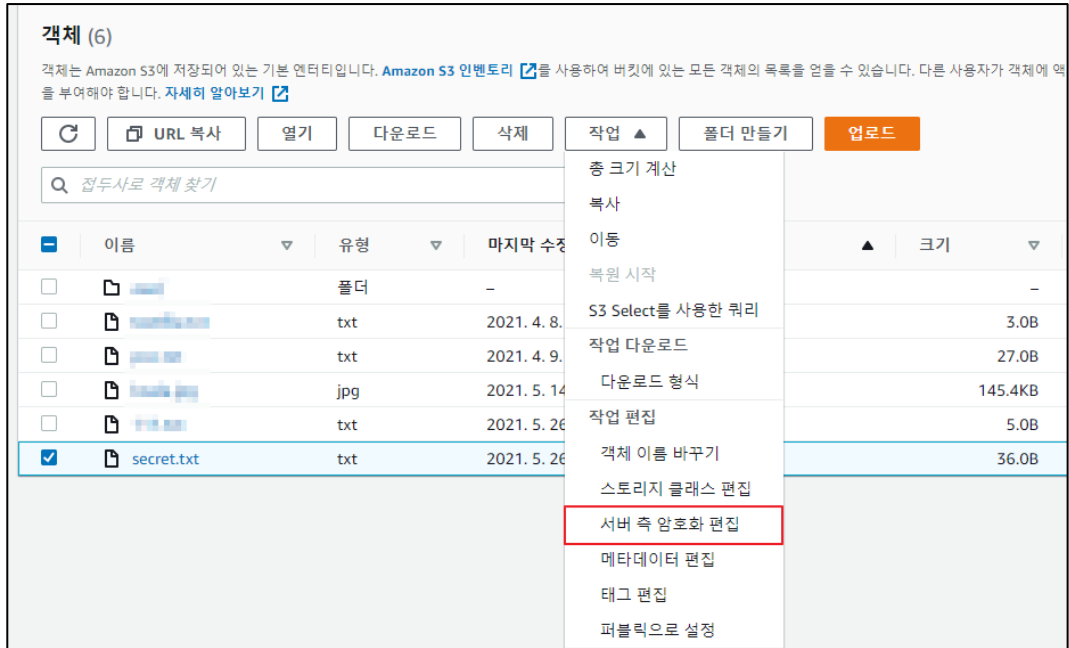 객체 (6)
객체는 Amazon S3에 저장되어 있는 기본 엔터티입니다. Amazon S3 인벤토리를 사용하여 버킷에 있는 모든 객체의 목록을 얻을 수 있습니다. 다른 사용자가 객체에 액
을 부여해야 합니다. 자세히 알아보기
URL 복사 열기 다운로드 삭제 작업 ▲ 폴더 만들기 업로드
접두사로 객체 찾기
이름 유형 마지막 수정 크기
폴더 – –
txt 2021. 4. 8. 3.0B
txt 2021. 4. 9. 27.0B
jpg 2021. 5. 14 145.4KB
txt 2021. 5. 26 5.0B
secret.txt txt 2021. 5. 26 36.0B
총 크기 계산
복사
이동
복원 시작
S3 Select를 사용한 쿼리
작업 다운로드
다운로드 형식
작업 편집
객체 이름 바꾸기
스토리지 클래스 편집
서버 측 암호화 편집
메타데이터 편집
태그 편집
퍼블릭으로 설정